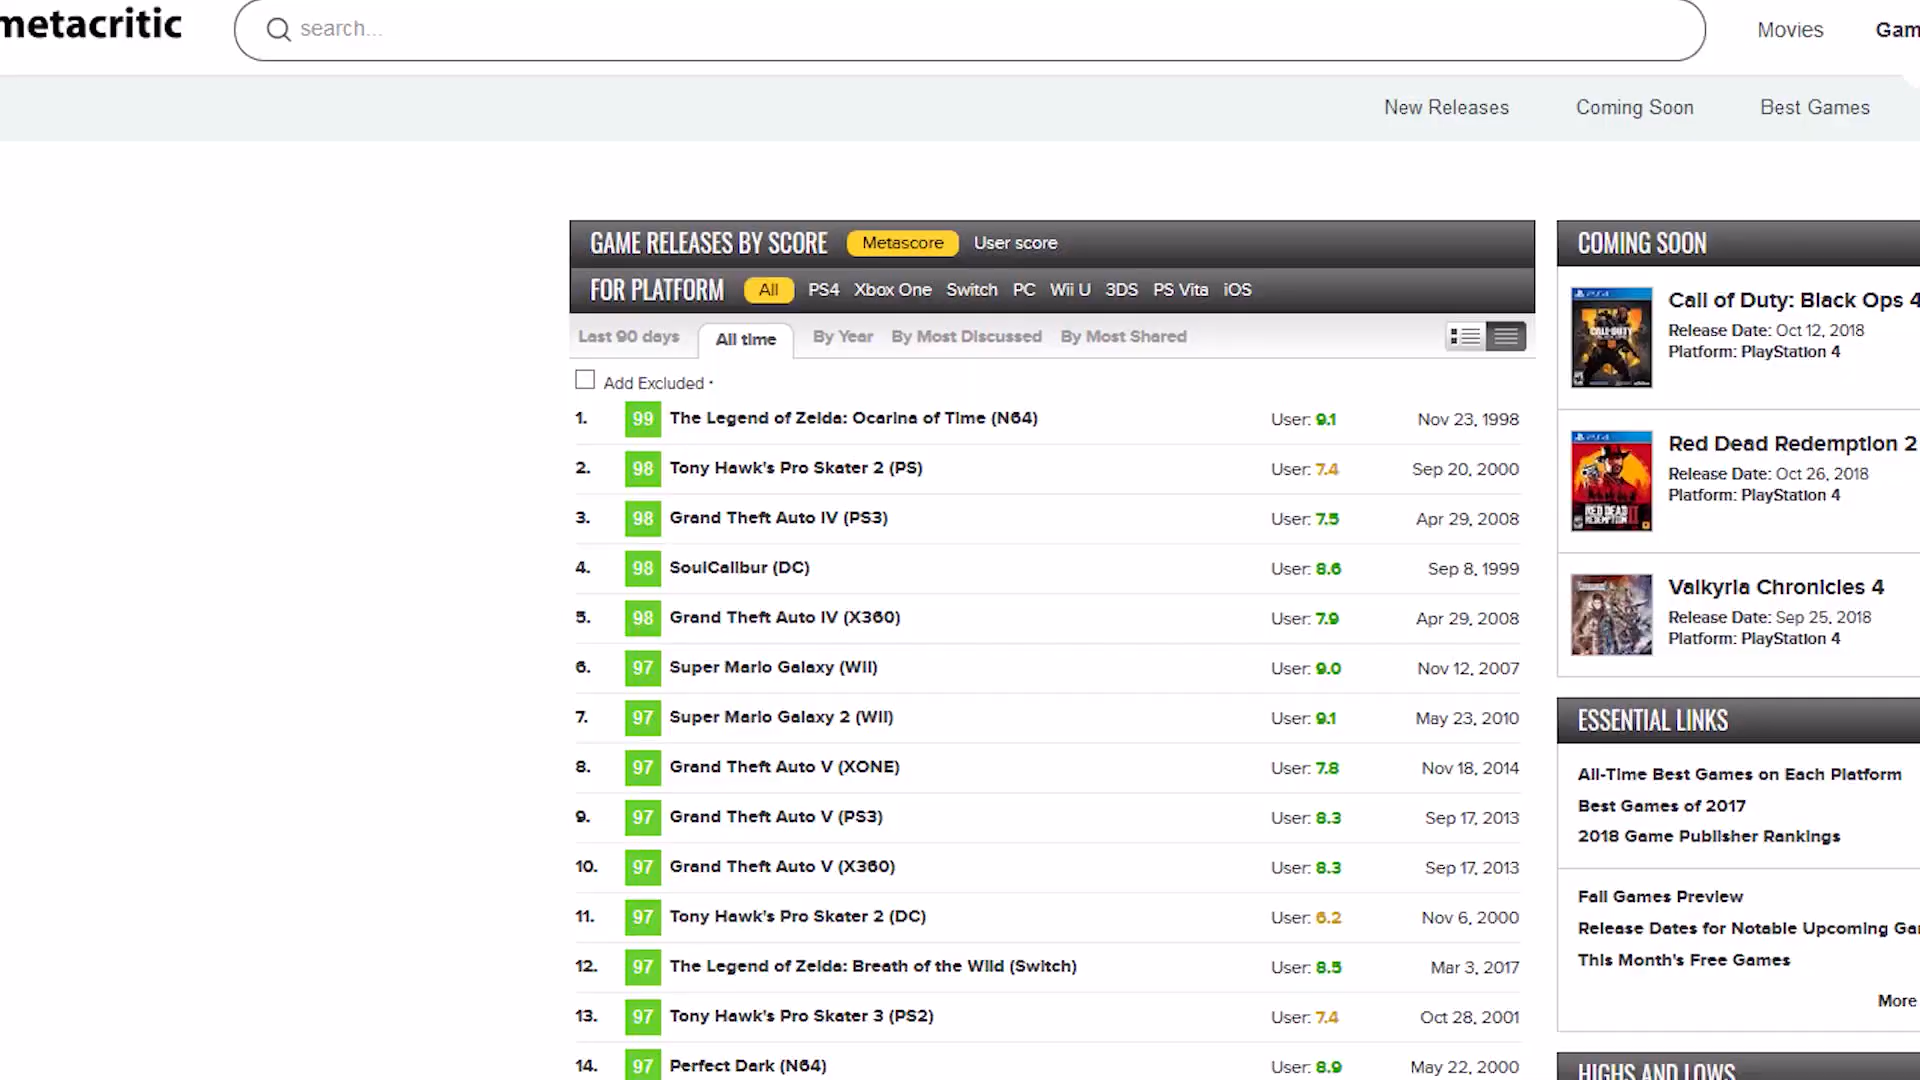 metacritic
search...
Movies
Gam
New Releases
Coming Soon
Best Games
GAME RELEASES BY SCORE Metascore User score
FOR PLATFORM All PS4 Xbox One Switch PC Wii U 3DS PS Vita iOS
Last 90 days All time By Year By Most Discussed By Most Shared
Add Excluded
1. 99 The Legend of Zelda: Ocarina of Time (N64) User: 9.1 Nov 23, 1998
2. 98 Tony Hawk's Pro Skater 2 (PS) User: 7.4 Sep 20, 2000
3. 98 Grand Theft Auto IV (PS3) User: 7.5 Apr 29, 2008
4. 98 SoulCalibur (DC) User: 8.6 Sep 8, 1999
5. 98 Grand Theft Auto IV (X360) User: 7.9 Apr 29, 2008
6. 97 Super Mario Galaxy (WII) User: 9.0 Nov 12, 2007
7. 97 Super Mario Galaxy 2 (WII) User: 9.1 May 23, 2010
8. 97 Grand Theft Auto V (XONE) User: 7.8 Nov 18, 2014
9. 97 Grand Theft Auto V (PS3) User: 8.3 Sep 17, 2013
10. 97 Grand Theft Auto V (X360) User: 8.3 Sep 17, 2013
11. 97 Tony Hawk's Pro Skater 2 (DC) User: 6.2 Nov 6, 2000
12. 97 The Legend of Zelda: Breath of the Wild (Switch) User: 8.5 Mar 3, 2017
13. 97 Tony Hawk's Pro Skater 3 (PS2) User: 7.4 Oct 28, 2001
14. 97 Perfect Dark (N64) User: 8.9 May 22, 2000
COMING SOON
Call of Duty: Black Ops 4
Release Date: Oct 12, 2018
Platform: PlayStation 4
Red Dead Redemption 2
Release Date: Oct 26, 2018
Platform: PlayStation 4
RED DEAD
REDEMPTION II
Valkyria Chronicles 4
Release Date: Sep 25, 2018
Platform: PlayStation 4
ESSENTIAL LINKS
All-Time Best Games on Each Platform
Best Games of 2017
2018 Game Publisher Rankings
Fall Games Preview
Release Dates for Notable Upcoming Ga
This Month's Free Games
More
HIGHS AND LOWS